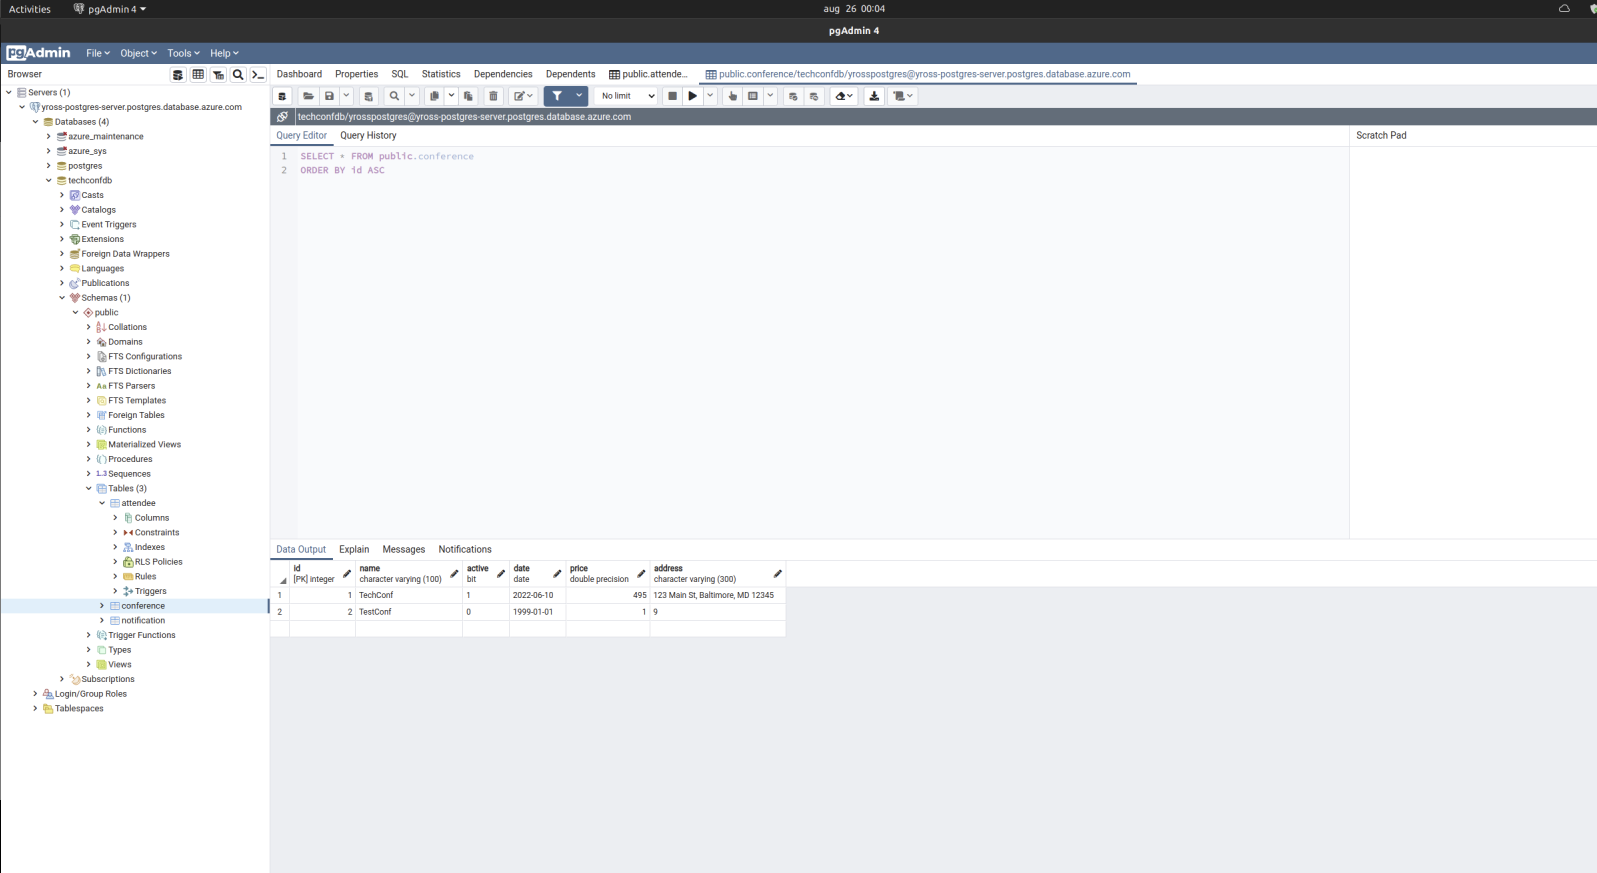 Activities pgAdmin 4 aug 26 00:04
pgAdmin 4
pgAdmin File Object Tools Help
Browser
Servers (1)
yross-postgres-server.postgres.database.azure.com
Databases (4)
azure_maintenance
azure_sys
postgres
techconfdb
Casts
Catalogs
Event Triggers
Extensions
Foreign Data Wrappers
Languages
Publications
Schemas (1)
public
Collations
Domains
FTS Configurations
FTS Dictionaries
Aa FTS Parsers
FTS Templates
Foreign Tables
Functions
Materialized Views
Procedures
1..3 Sequences
Tables (3)
attendee
Columns
Constraints
Indexes
RLS Policies
Rules
Triggers
conference
notification
Trigger Functions
Types
Views
Subscriptions
Login/Group Roles
Tablespaces
Dashboard Properties SQL Statistics Dependencies Dependents public.attende... public.conference/techconfdb/yrosspostgres@yross-postgres-server.postgres.database.azure.com
No limit
techconfdb/yrosspostgres@yross-postgres-server.postgres.database.azure.com
Query Editor Query History Scratch Pad
1 SELECT * FROM public.conference
2 ORDER BY id ASC
Data Output Explain Messages Notifications
id name active date price address
[PK] integer character varying (100) bit date double precision character varying (300)
1 1 TechConf 1 2022-06-10 495 123 Main St, Baltimore, MD 12345
2 2 TestConf 0 1999-01-01 1 9